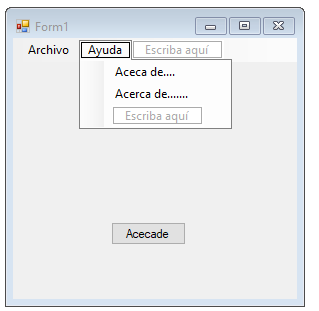 Form1
Archivo Ayuda Escriba aquí
Aceca de....
Acerca de.......
Escriba aquí
Acecade